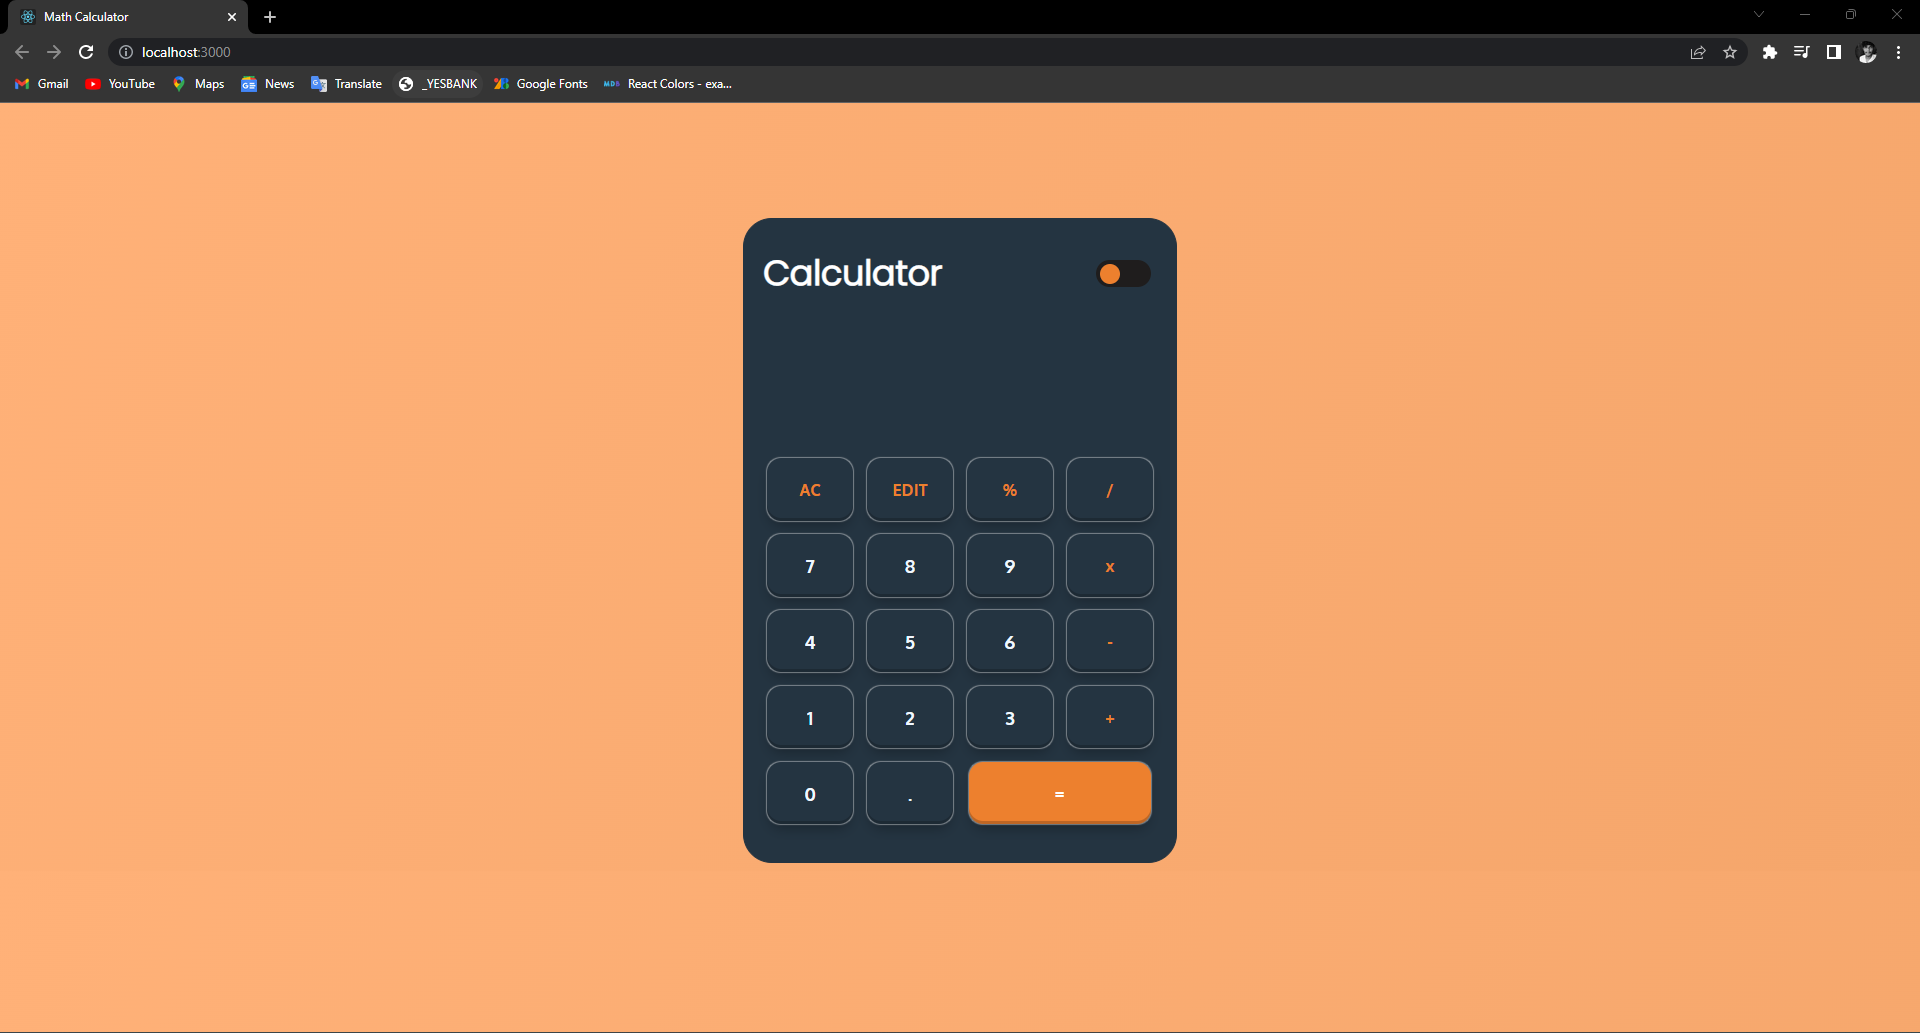 Math Calculator
localhost:3000
Gmail YouTube Maps News Translate _YESBANK Google Fonts React Colors - exa...
Calculator
AC EDIT % /
7 8 9 x
4 5 6 -
1 2 3 +
0 . =